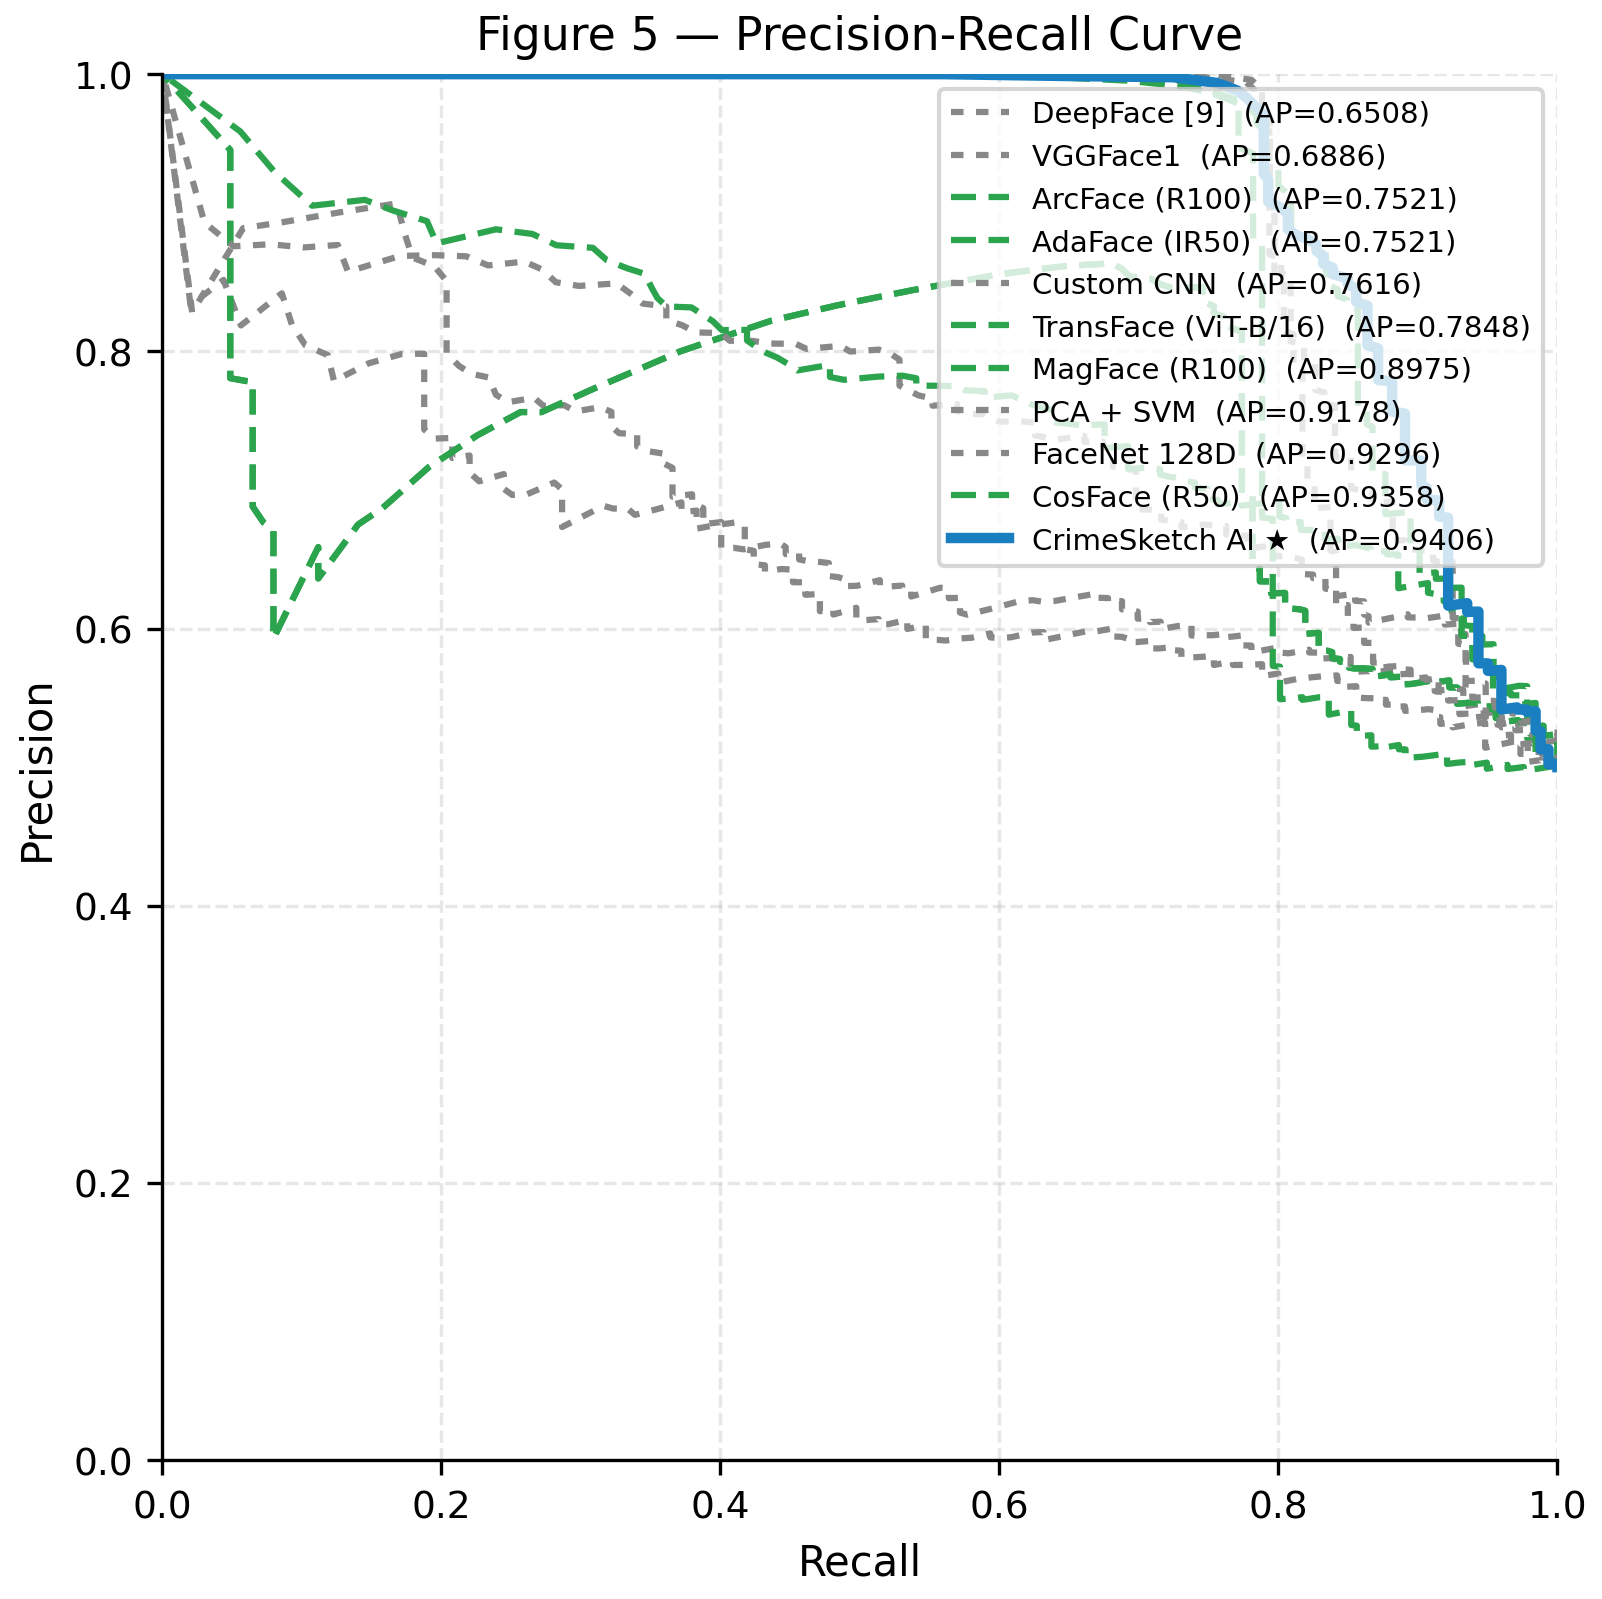 Figure 5 — Precision-Recall Curve
1.0
0.8
0.6
0.4
0.2
0.0
Precision
DeepFace [9] (AP=0.6508)
VGGFace1 (AP=0.6886)
ArcFace (R100) (AP=0.7521)
AdaFace (IR50) (AP=0.7521)
Custom CNN (AP=0.7616)
TransFace (ViT-B/16) (AP=0.7848)
MagFace (R100) (AP=0.8975)
PCA + SVM (AP=0.9178)
FaceNet 128D (AP=0.9296)
CosFace (R50) (AP=0.9358)
CrimeSketch AI ★ (AP=0.9406)
0.0 0.2 0.4 0.6 0.8 1.0
Recall